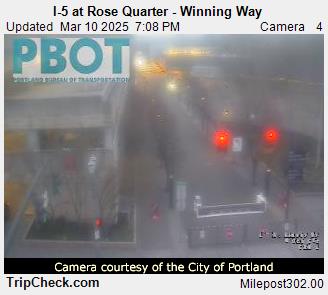 I-5 at Rose Quarter - Winning Way
Updated Mar 10 2025 7:08 PM Camera 4
PBOT
PORTLAND BUREAU OF TRANSPORTATION
Camera courtesy of the City of Portland
TripCheck.com Milepost302.00